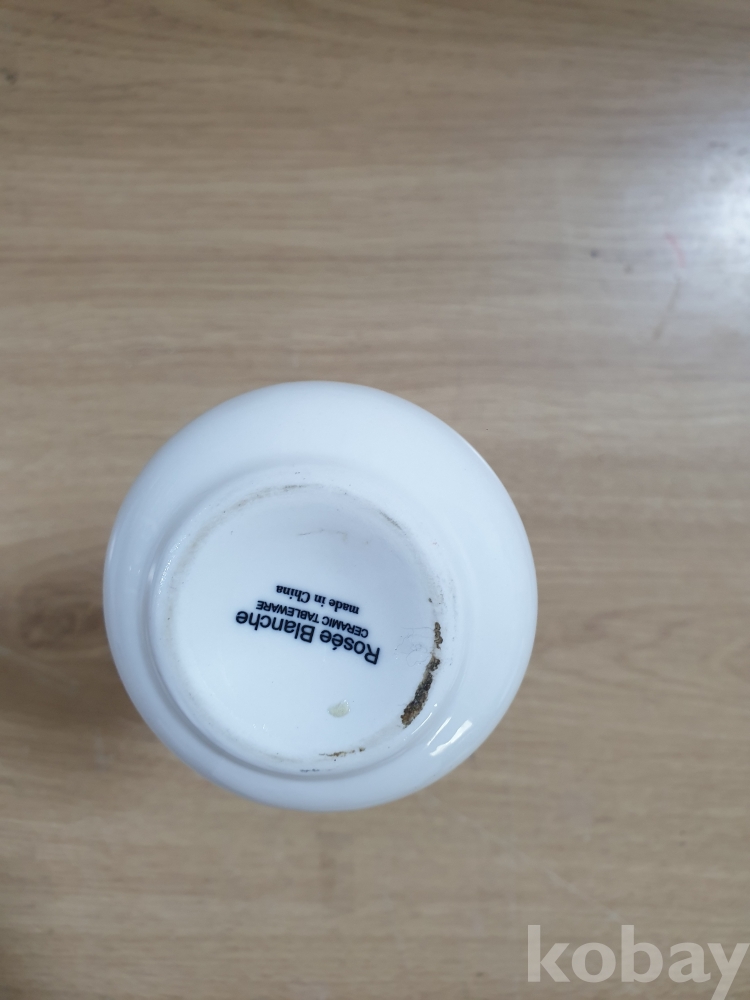 Rosée Blanche
CERAMIC TABLEWARE
made in China
kobay